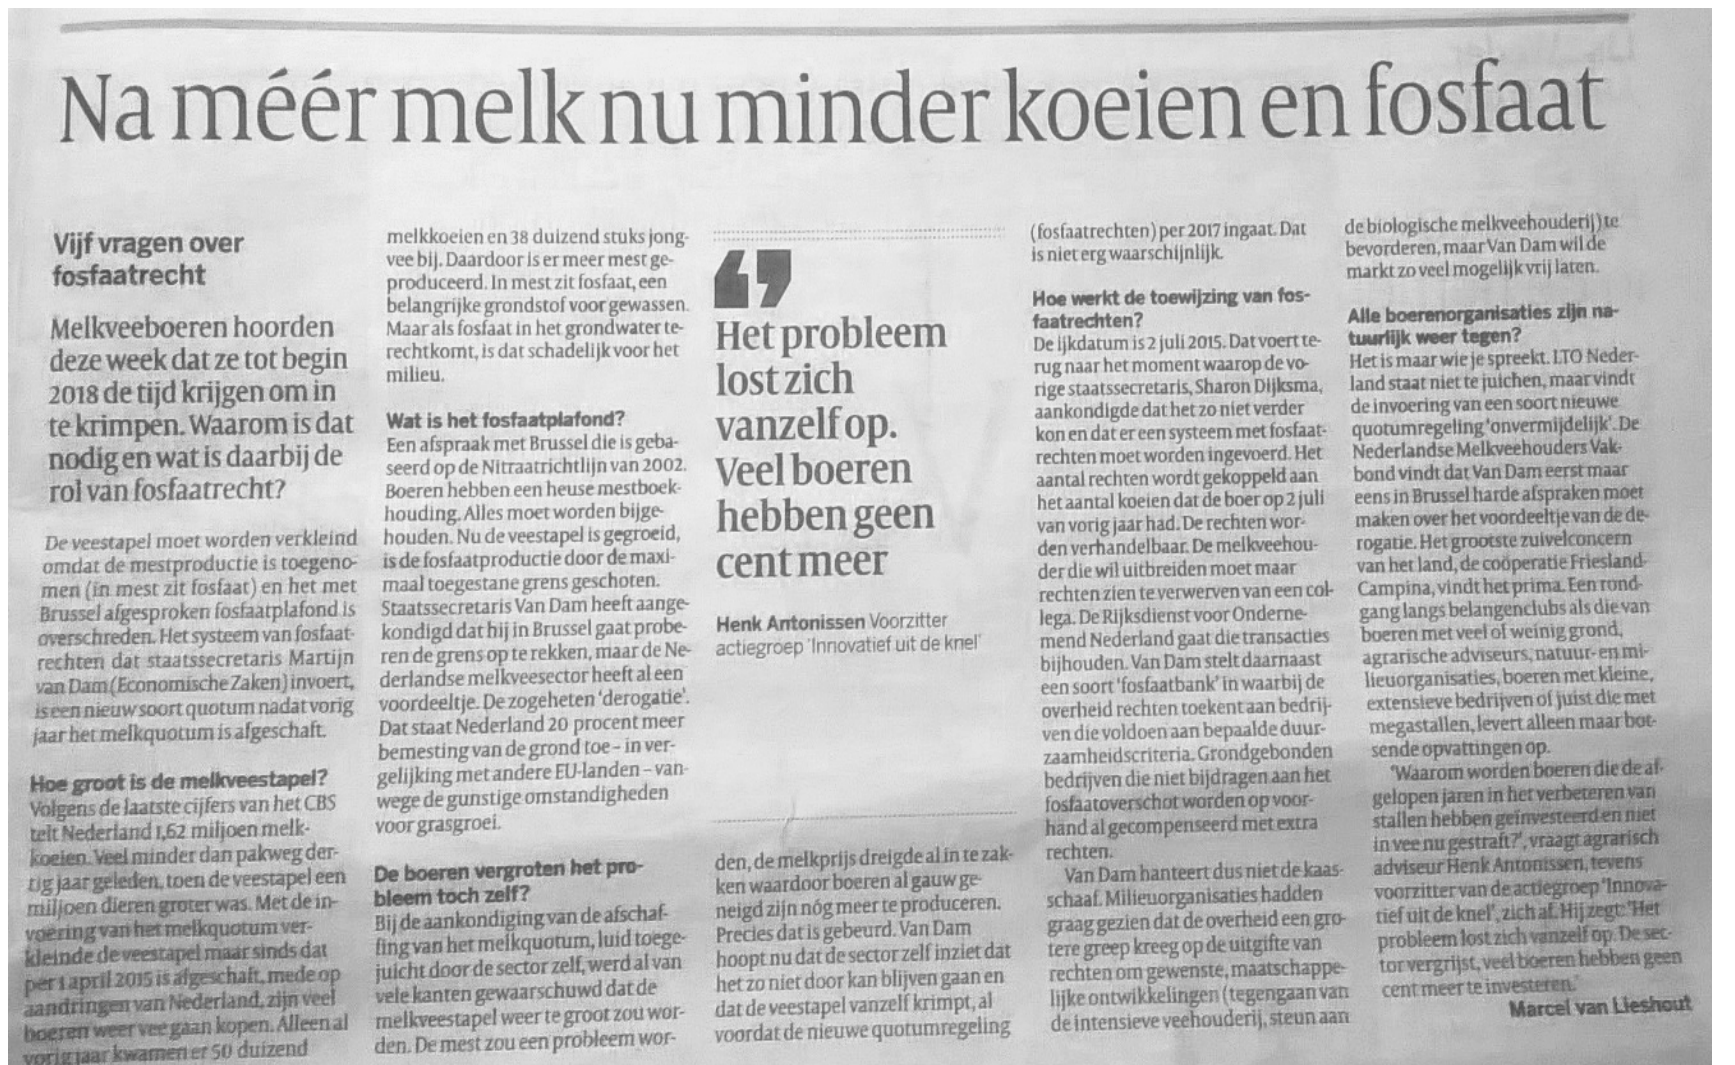 Na méér melk nu minder koeien en fosfaat
Vijf vragen over
fosfaatrecht
Melkveeboeren hoorden
deze week dat ze tot begin
2018 de tijd krijgen om in
te krimpen. Waarom is dat
nodig en wat is daarbij de
rol van fosfaatrecht?
De veestapel moet worden verkleind
omdat de mestproductie is toegeno-
men (in mest zit fosfaat) en het met
Brussel afgesproken fosfaatplafond is
overschreden. Het systeem van fosfaat-
rechten dat staatssecretaris Martijn
van Dam (Economische Zaken) invoert,
is een nieuw soort quotum nadat vorig
jaar het melkquotum is afgeschaft.
Hoe groot is de melkveestapel?
Volgens de laatste cijfers van het CBS
telt Nederland 1,62 miljoen melk-
koeien. Veel minder dan pakweg der-
tig jaar geleden, toen de veestapel een
miljoen dieren groter was. Met de in-
voering van het melkquotum ver-
kleinde de veestapel maar sinds dat
per 1 april 2015 is afgeschaft, mede op
aandringen van Nederland, zijn veel
boeren weer vee gaan kopen. Alleen al
vorig jaar kwamen er 50 duizend
melkkoeien en 38 duizend stuks jong-
vee bij. Daardoor is er meer mest ge-
produceerd. In mest zit fosfaat, een
belangrijke grondstof voor gewassen.
Maar als fosfaat in het grondwater te-
rechtkomt, is dat schadelijk voor het
milieu.
Wat is het fosfaatplafond?
Een afspraak met Brussel die is geba-
seerd op de Nitraatrichtlijn van 2002.
Boeren hebben een heuse mestboek-
houding. Alles moet worden bijge-
houden. Nu de veestapel is gegroeid,
is de fosfaatproductie door de maxi-
maal toegestane grens geschoten.
Staatssecretaris Van Dam heeft aange-
kondigd dat hij in Brussel gaat probe-
ren de grens op te rekken, maar de Ne-
derlandse melkveesector heeft al een
voordeeltje. De zogeheten 'derogatie'.
Dat staat Nederland 20 procent meer
bemesting van de grond toe – in ver-
gelijking met andere EU-landen – van-
wege de gunstige omstandigheden
voor grasgroei.
De boeren vergroten het pro-
bleem toch zelf?
Bij de aankondiging van de afschaf-
fing van het melkquotum, luid toege-
juicht door de sector zelf, werd al van
vele kanten gewaarschuwd dat de
melkveestapel weer te groot zou wor-
den. De mest zou een probleem wor-
“
Het probleem
lost zich
vanzelf op.
Veel boeren
hebben geen
cent meer
Henk Antonissen Voorzitter
actiegroep 'Innovatief uit de knel'
den, de melkprijs dreigde al in te zak-
ken waardoor boeren al gauw ge-
neigd zijn nóg meer te produceren.
Precies dat is gebeurd. Van Dam
hoopt nu dat de sector zelf inziet dat
het zo niet door kan blijven gaan en
dat de veestapel vanzelf krimpt, al
voordat de nieuwe quotumregeling
(fosfaatrechten) per 2017 ingaat. Dat
is niet erg waarschijnlijk.
Hoe werkt de toewijzing van fos-
faatrechten?
De ijkdatum is 2 juli 2015. Dat voert te-
rug naar het moment waarop de vo-
rige staatssecretaris, Sharon Dijksma,
aankondigde dat het zo niet verder
kon en dat er een systeem met fosfaat-
rechten moet worden ingevoerd. Het
aantal rechten wordt gekoppeld aan
het aantal koeien dat de boer op 2 juli
van vorig jaar had. De rechten wor-
den verhandelbaar. De melkveehou-
der die wil uitbreiden moet maar
rechten zien te verwerven van een col-
lega. De Rijksdienst voor Onderne-
mend Nederland gaat die transacties
bijhouden. Van Dam stelt daarnaast
een soort 'fosfaatbank' in waarbij de
overheid rechten toekent aan bedrij-
ven die voldoen aan bepaalde duur-
zaamheidscriteria. Grondgebonden
bedrijven die niet bijdragen aan het
fosfaatoverschot worden op voor-
hand al gecompenseerd met extra
rechten.
Van Dam hanteert dus niet de kaas-
schaaf. Milieuorganisaties hadden
graag gezien dat de overheid een gro-
tere greep kreeg op de uitgifte van
rechten om gewenste, maatschappe-
lijke ontwikkelingen (tegengaan van
de intensieve veehouderij, steun aan
de biologische melkveehouderij) te
bevorderen, maar Van Dam wil de
markt zo veel mogelijk vrij laten.
Alle boerenorganisaties zijn na-
tuurlijk weer tegen?
Het is maar wie je spreekt. LTO Neder-
land staat niet te juichen, maar vindt
de invoering van een soort nieuwe
quotumregeling 'onvermijdelijk'. De
Nederlandse Melkveehouders Vak-
bond vindt dat Van Dam eerst maar
eens in Brussel harde afspraken moet
maken over het voordeeltje van de de-
rogatie. Het grootste zuivelconcern
van het land, de coöperatie Friesland-
Campina, vindt het prima. Een rond-
gang langs belangenclubs als die van
boeren met veel of weinig grond,
agrarische adviseurs, natuur- en mi-
lieuorganisaties, boeren met kleine,
extensieve bedrijven of juist die met
megastallen, levert alleen maar bot-
sende opvattingen op.
'Waarom worden boeren die de af-
gelopen jaren in het verbeteren van
stallen hebben geïnvesteerd en niet
in vee nu gestraft?', vraagt agrarisch
adviseur Henk Antonissen, tevens
voorzitter van de actiegroep 'Innova-
tief uit de knel', zich af. Hij zegt: 'Het
probleem lost zich vanzelf op. De sec-
tor vergrijst, veel boeren hebben geen
cent meer te investeren.'
Marcel van Lieshout